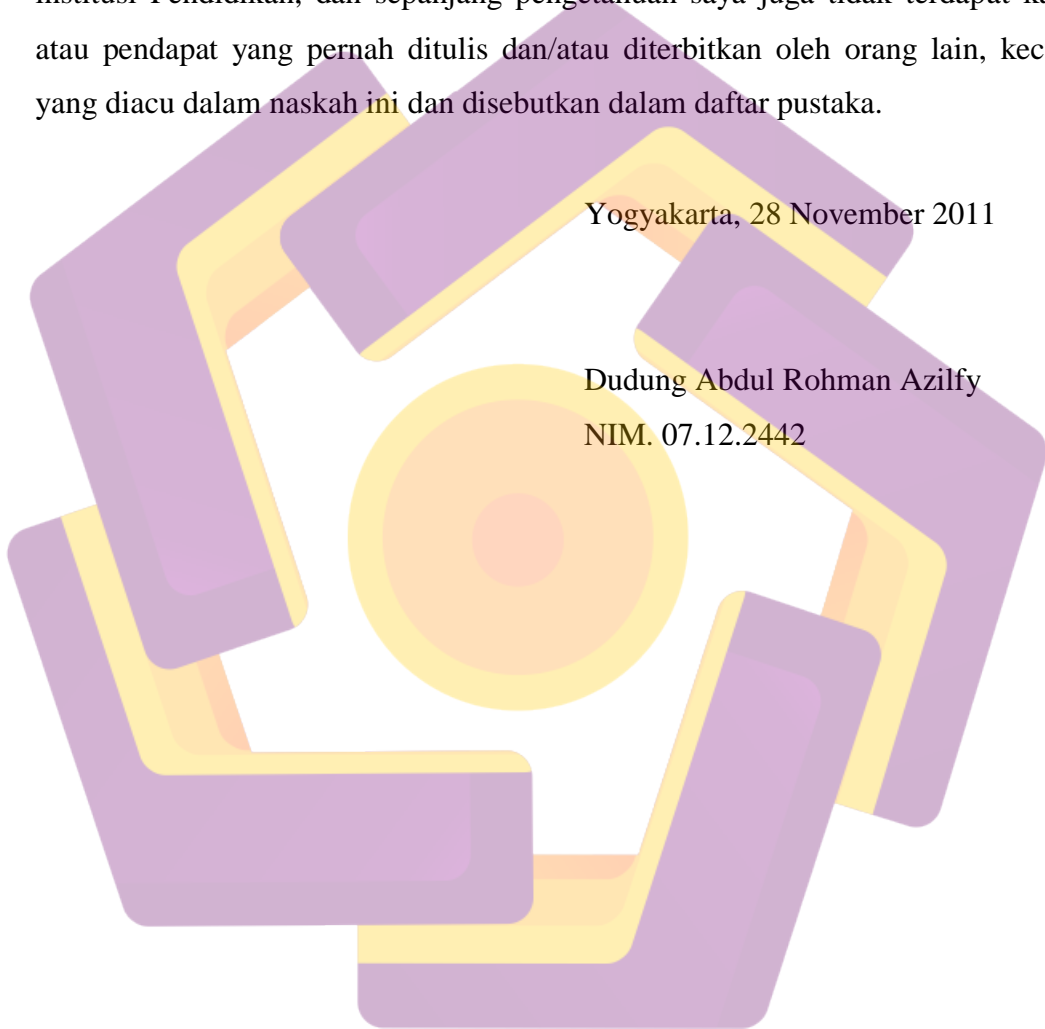 institusi Pendidikan, dan sepanjang pengetahuan saya juga tidak terdapat
atau pendapat yang pernah ditulis dan/atau diterbitkan oleh orang lain,
yang diacu dalam naskah ini dan disebutkan dalam daftar pustaka.
Yogyakarta, 28 November 2011
Dudung Abdul Rohman Azilfy
NIM. 07.12.2442